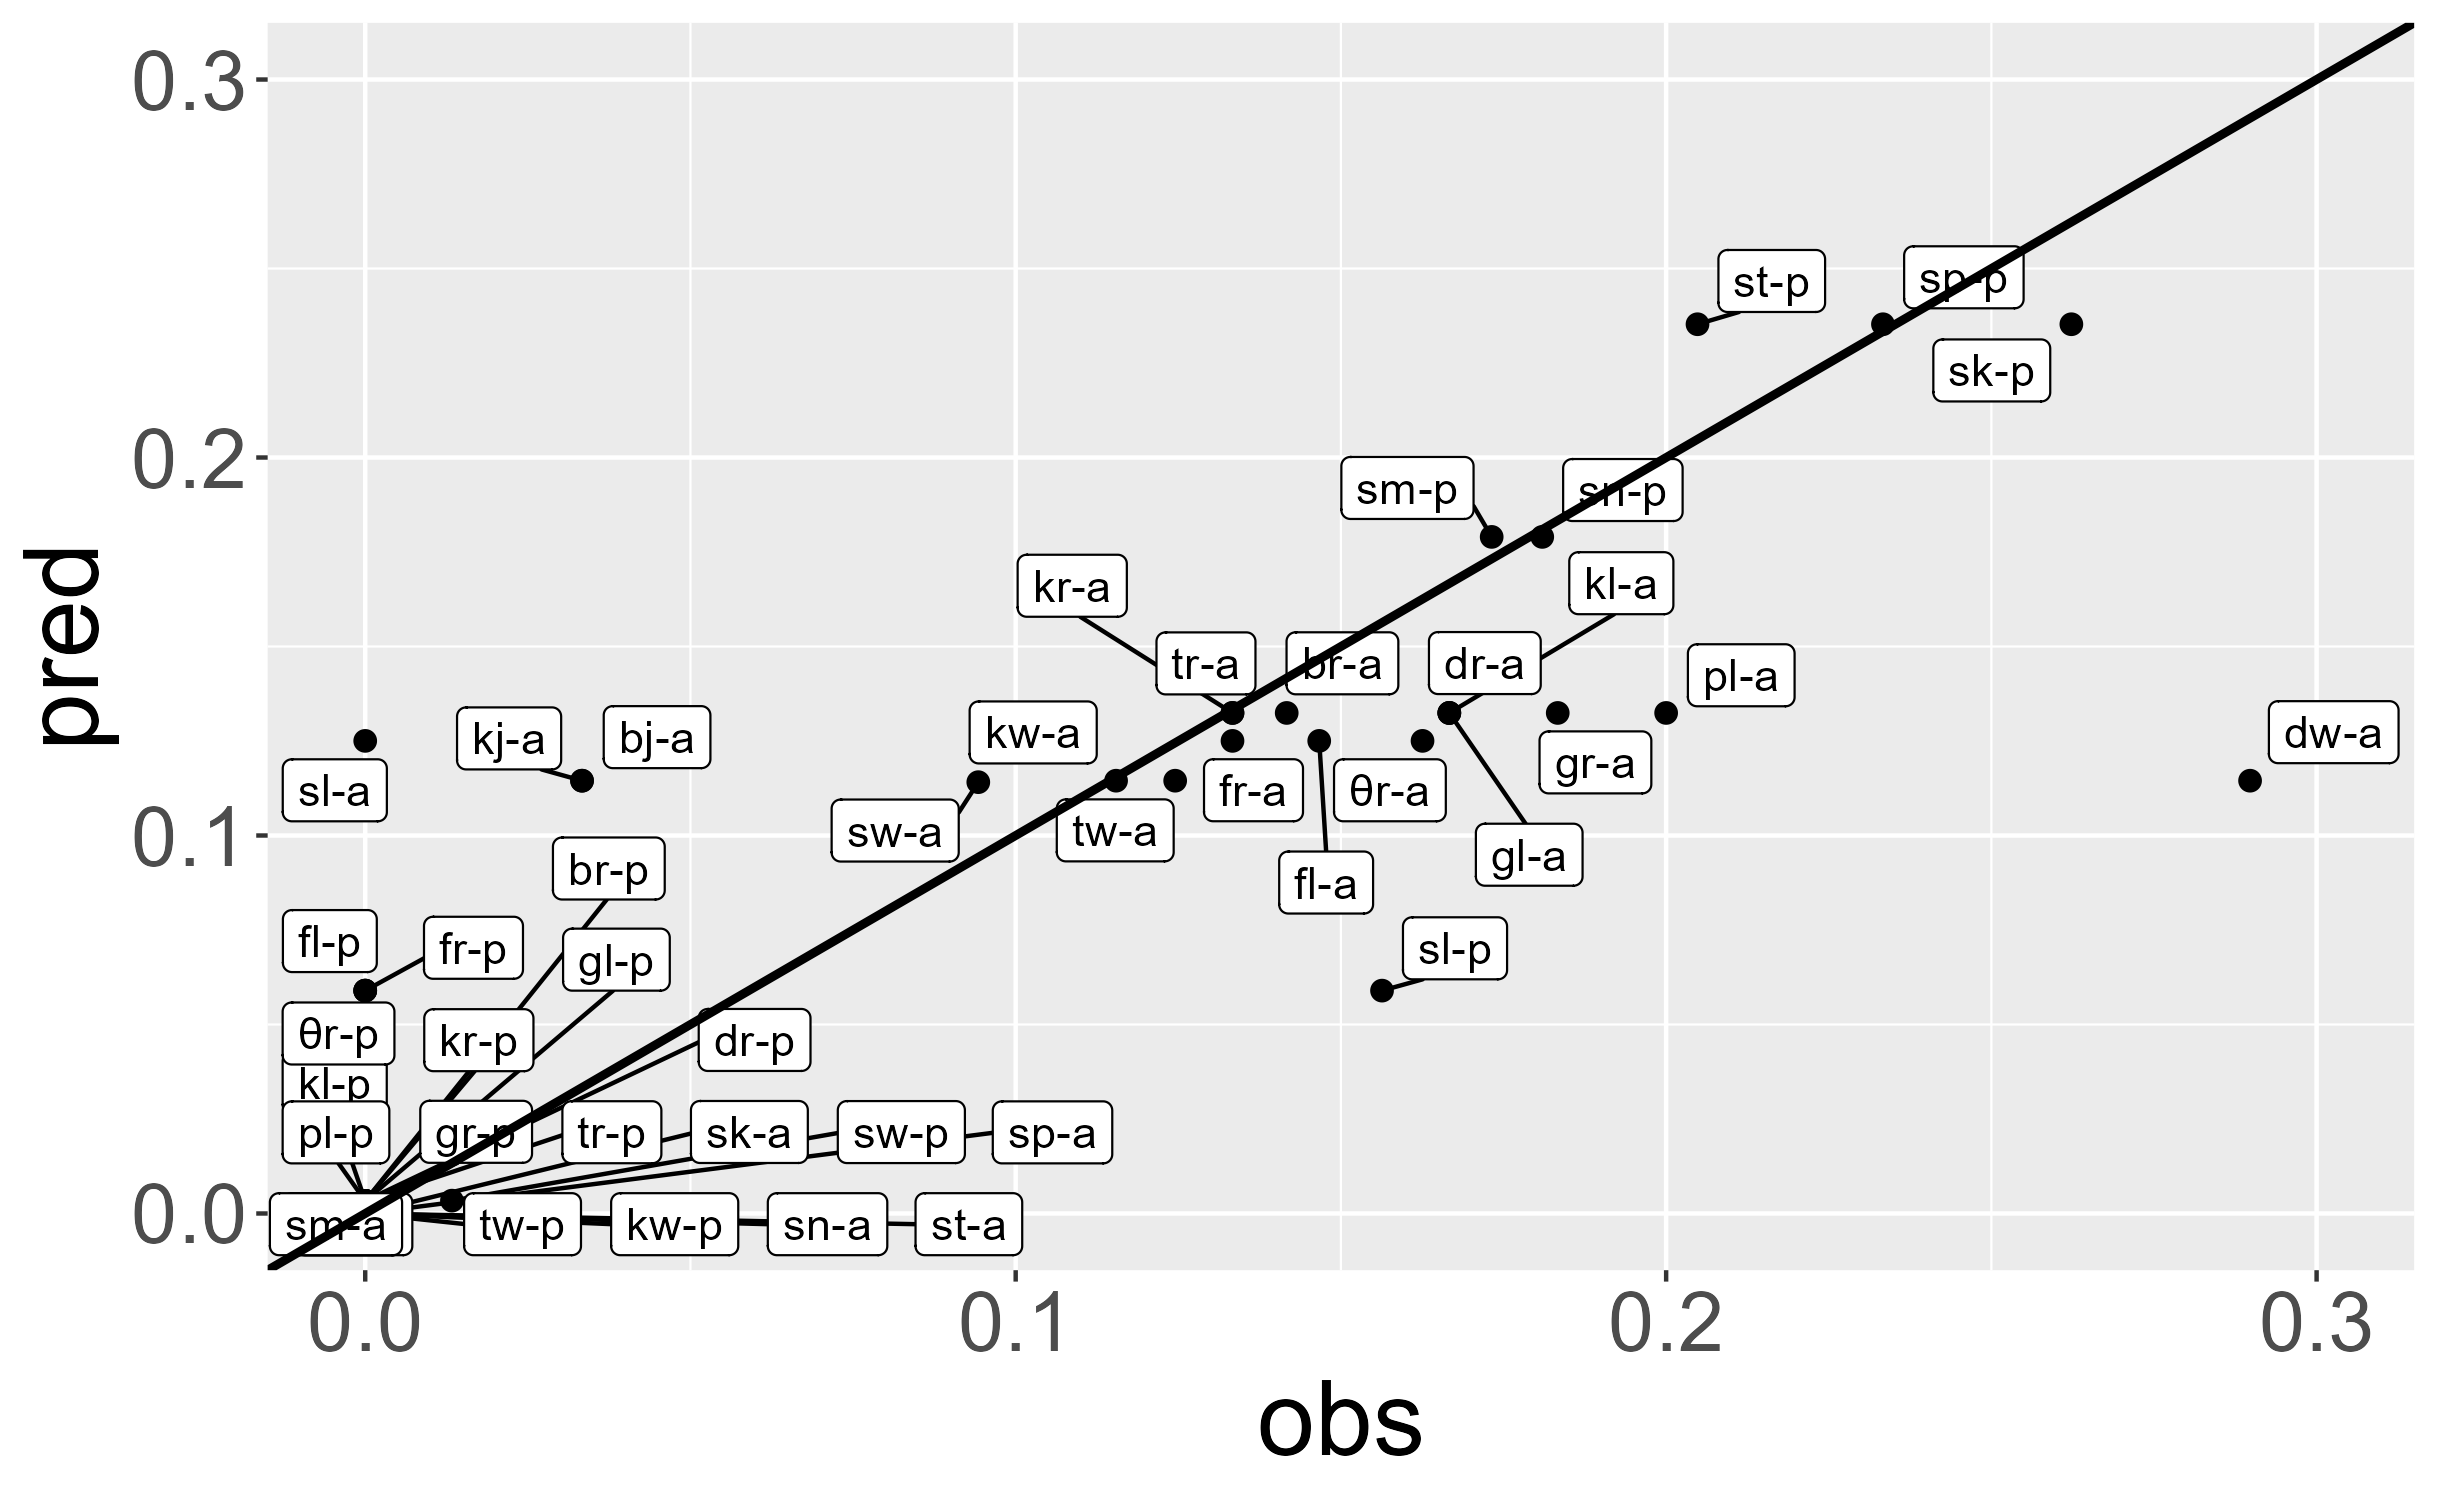 pred
0.3
0.2
0.1
0.0
st-p
sp-p
sk-p
sm-p
sn-p
kr-a
kl-a
tr-a
br-a
dr-a
pl-a
kj-a
bj-a
kw-a
dw-a
sl-a
sw-a
tw-a
fr-a
θr-a
gr-a
fl-a
gl-a
br-p
fl-p
fr-p
gl-p
sl-p
θr-p
kr-p
dr-p
kl-p
pl-p
gr-p
tr-p
sk-a
sw-p
sp-a
sm-a
tw-p
kw-p
sn-a
st-a
0.0
0.1
0.2
0.3
obs